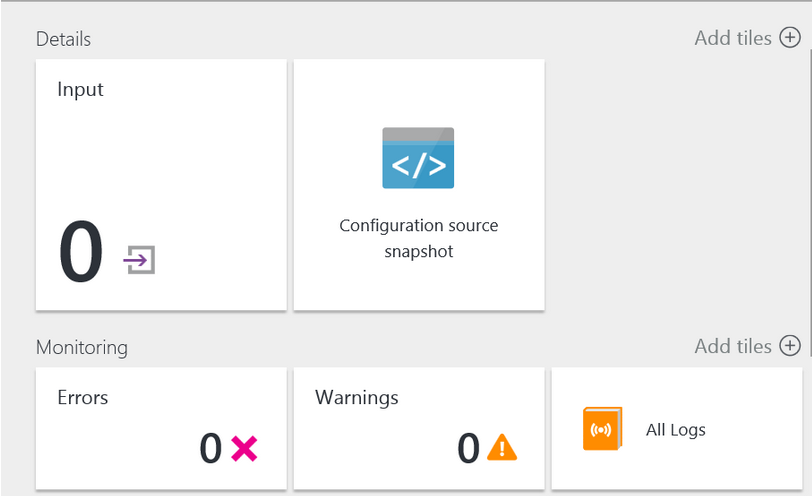 Details
Add tiles
Input
0
</>
Configuration source
snapshot
Monitoring
Add tiles
Errors
0
Warnings
0
All Logs